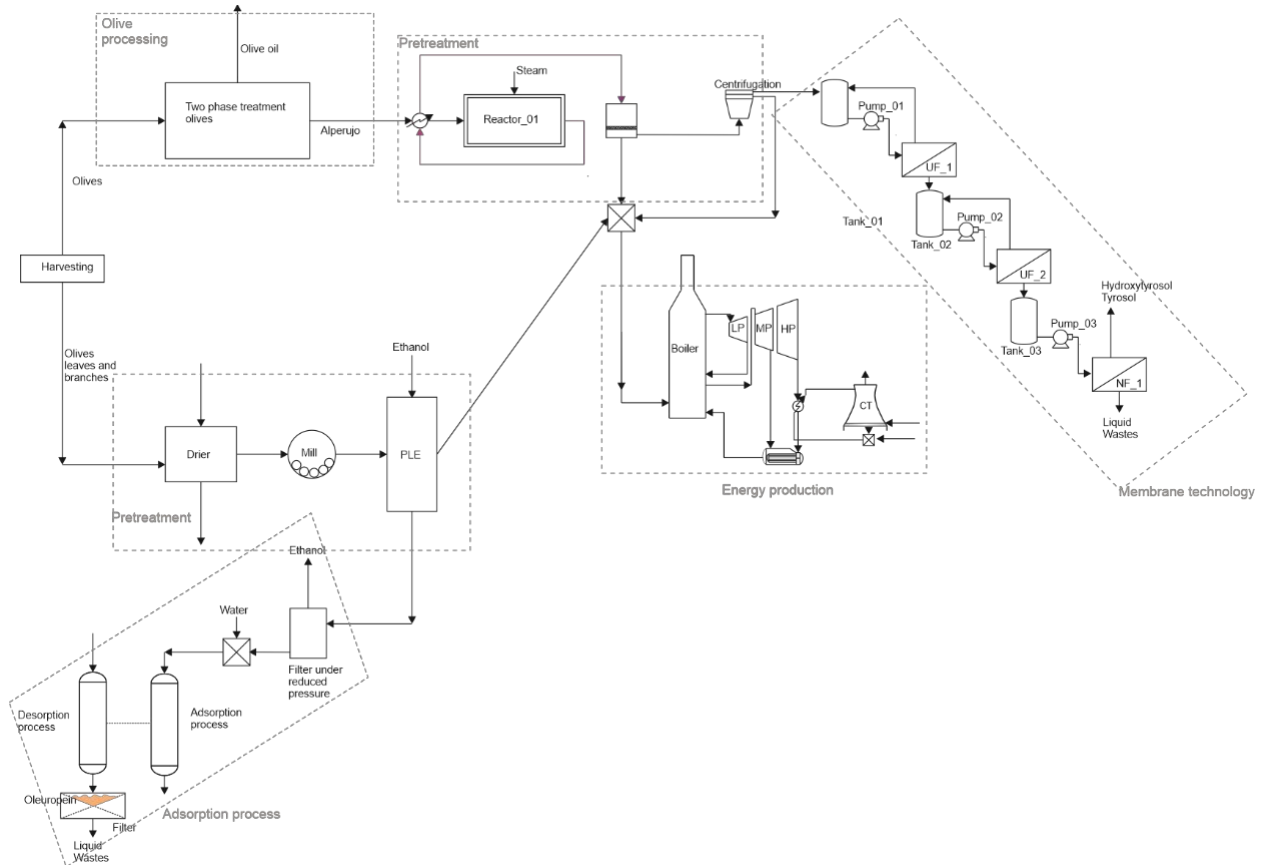 Olive
processing
Olive oil
Two phase treatment
olives
Alperujo
Olives
Harvesting
Olives
leaves and
branches
Pretreatment
Steam
Reactor_01
Centrifugation
Pump_01
UF_1
Tank_01
Pump_02
Tank_02
UF_2
Hydroxytyrosol
Tyrosol
Pump_03
Tank_03
NF_1
Liquid
Wastes
Membrane technology
Boiler
LP
MP
HP
CT
Energy production
Ethanol
Drier
Mill
PLE
Pretreatment
Ethanol
Water
Filter under
reduced
pressure
Desorption
process
Adsorption
process
Oleuropein
Filter
Liquid
Wastes
Adsorption process